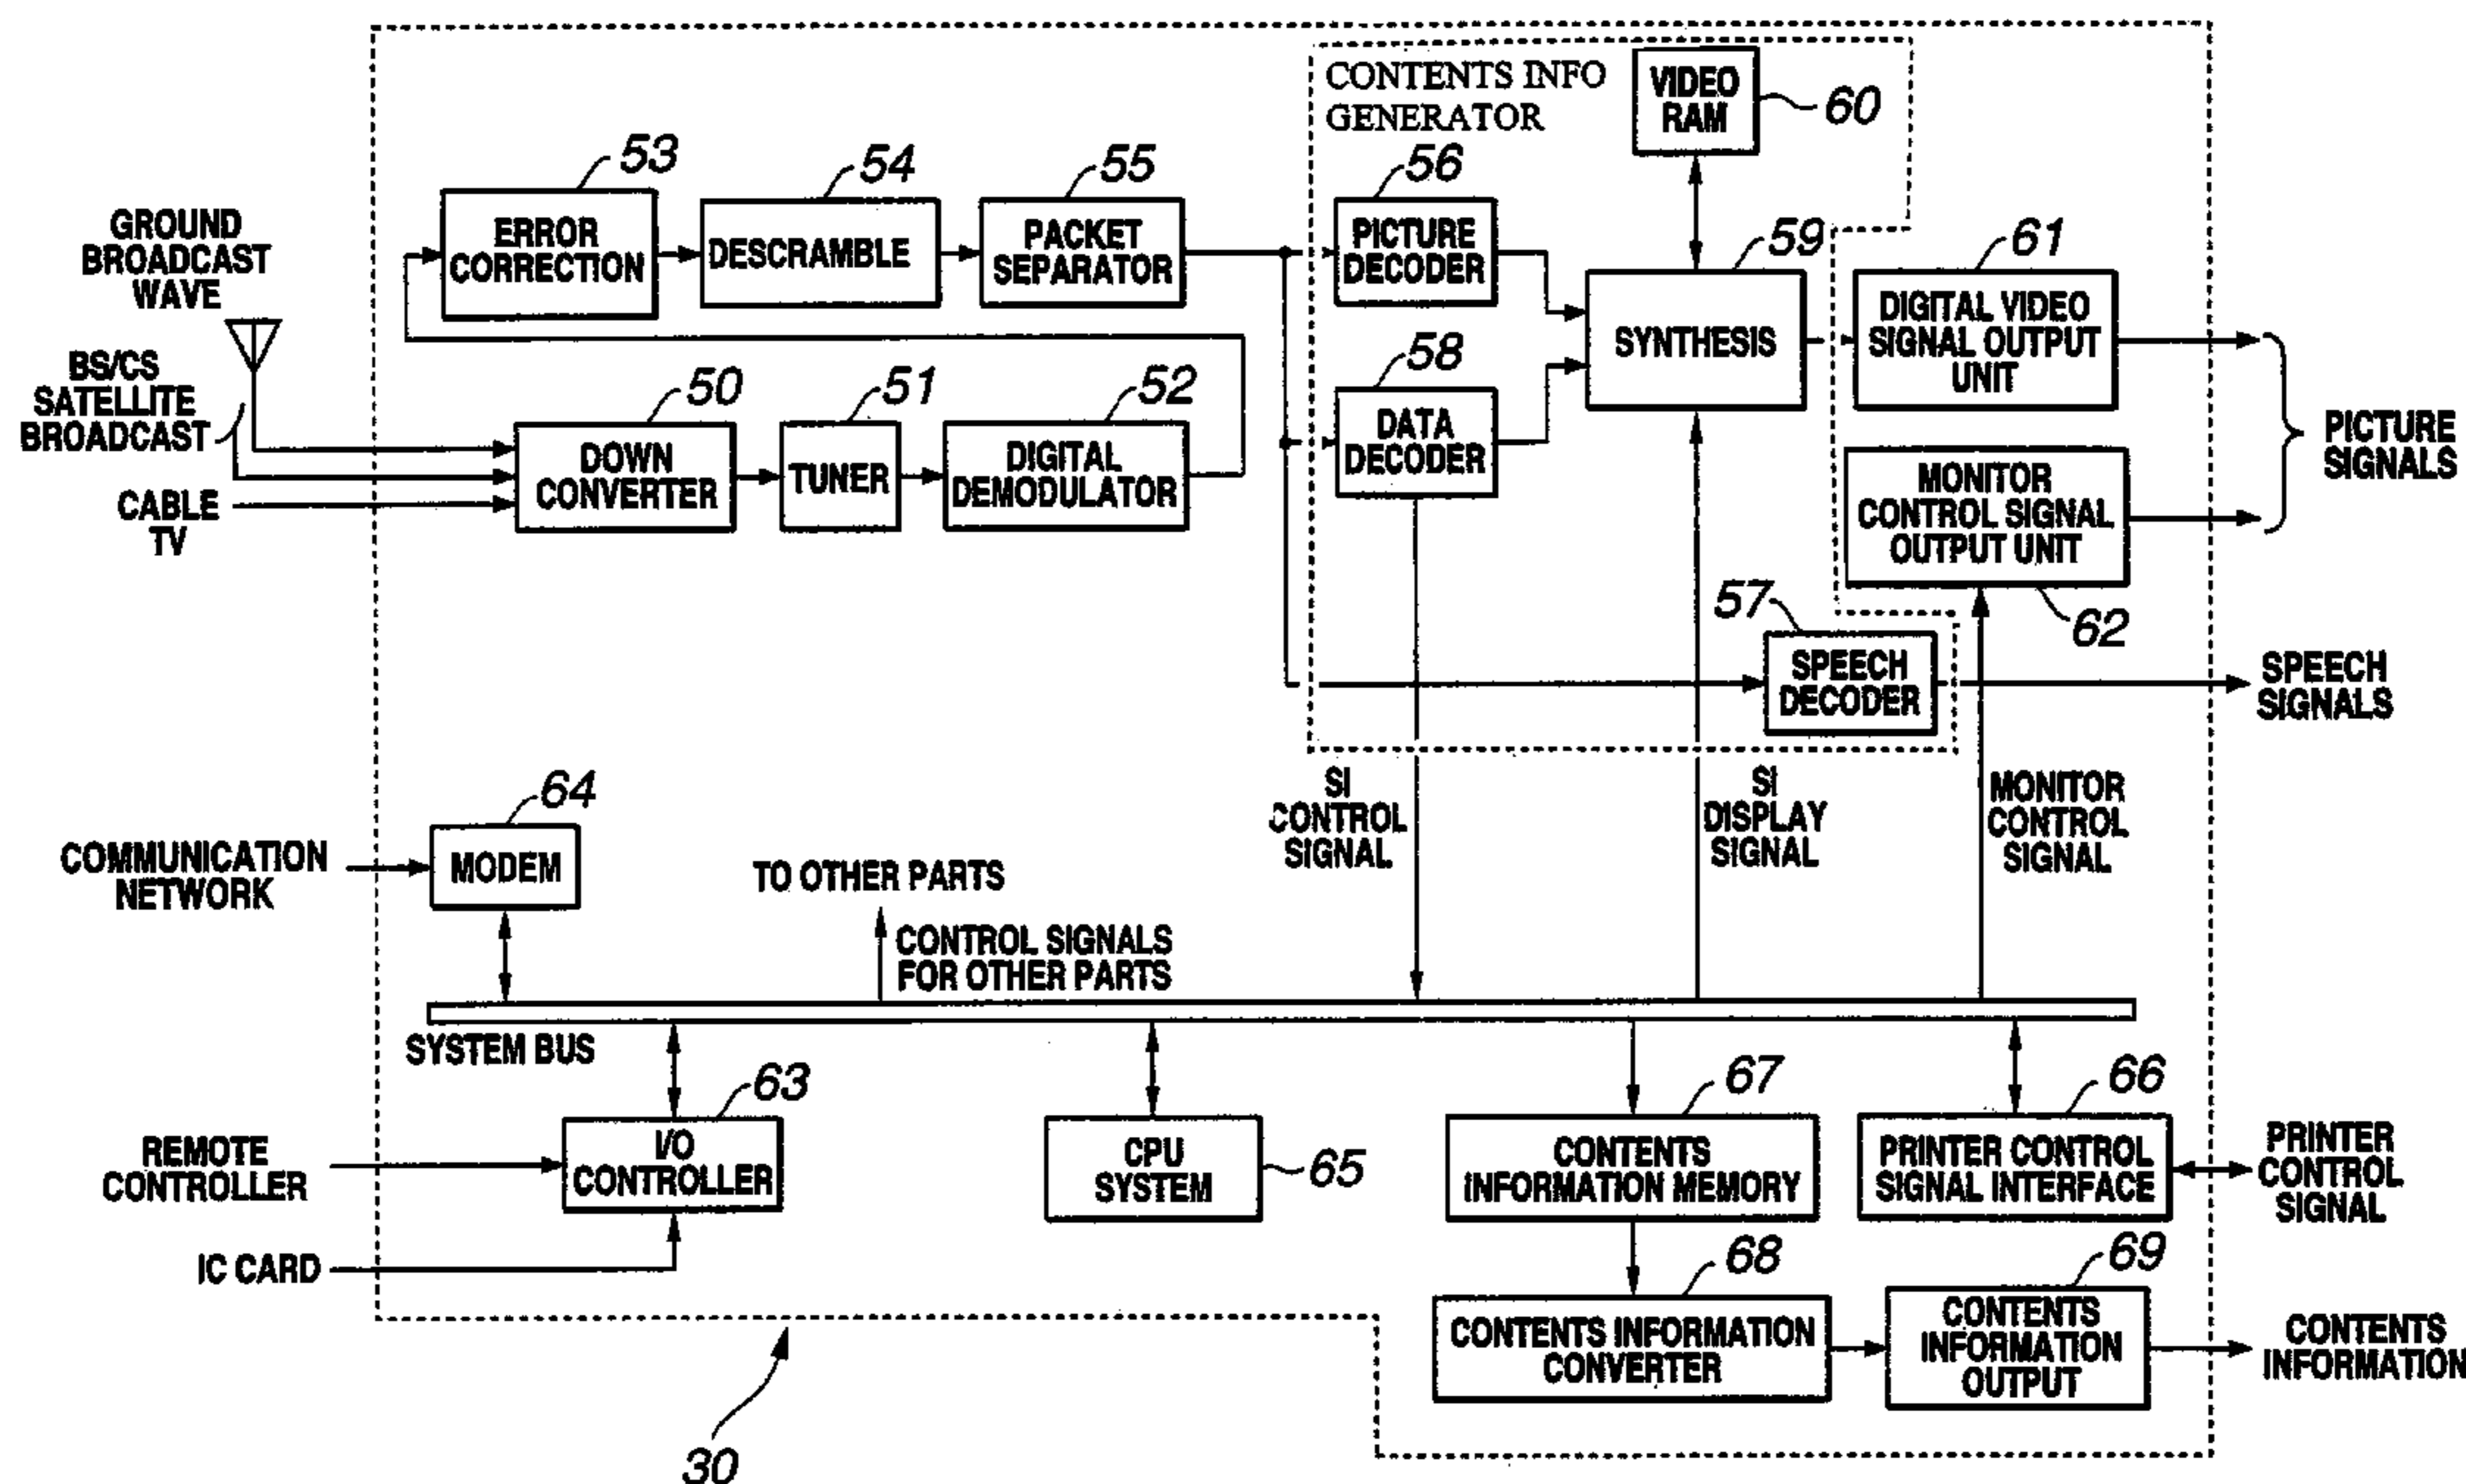 CONTENTS INFO
GENERATOR
VIDEO
RAM
60
53
54
55
56
59
61
GROUND
BROADCAST
WAVE
ERROR
CORRECTION
DESCRAMBLE
PACKET
SEPARATOR
PICTURE
DECODER
SYNTHESIS
DIGITAL VIDEO
SIGNAL OUTPUT
UNIT
BS/CS
SATELLITE
BROADCAST
50
51
52
58
DOWN
CONVERTER
TUNER
DIGITAL
DEMODULATOR
DATA
DECODER
PICTURE
SIGNALS
MONITOR
CONTROL SIGNAL
OUTPUT UNIT
CABLE
TV
57
62
SPEECH
DECODER
SPEECH
SIGNALS
64
SI
CONTROL
SIGNAL
SI
DISPLAY
SIGNAL
MONITOR
CONTROL
SIGNAL
COMMUNICATION
NETWORK
MODEM
TO OTHER PARTS
CONTROL SIGNALS
FOR OTHER PARTS
SYSTEM BUS
63
67
66
REMOTE
CONTROLLER
I/O
CONTROLLER
CPU
SYSTEM
65
CONTENTS
INFORMATION MEMORY
PRINTER CONTROL
SIGNAL INTERFACE
PRINTER
CONTROL
SIGNAL
IC CARD
68
69
CONTENTS INFORMATION
CONVERTER
CONTENTS
INFORMATION
OUTPUT
CONTENTS
INFORMATION
30